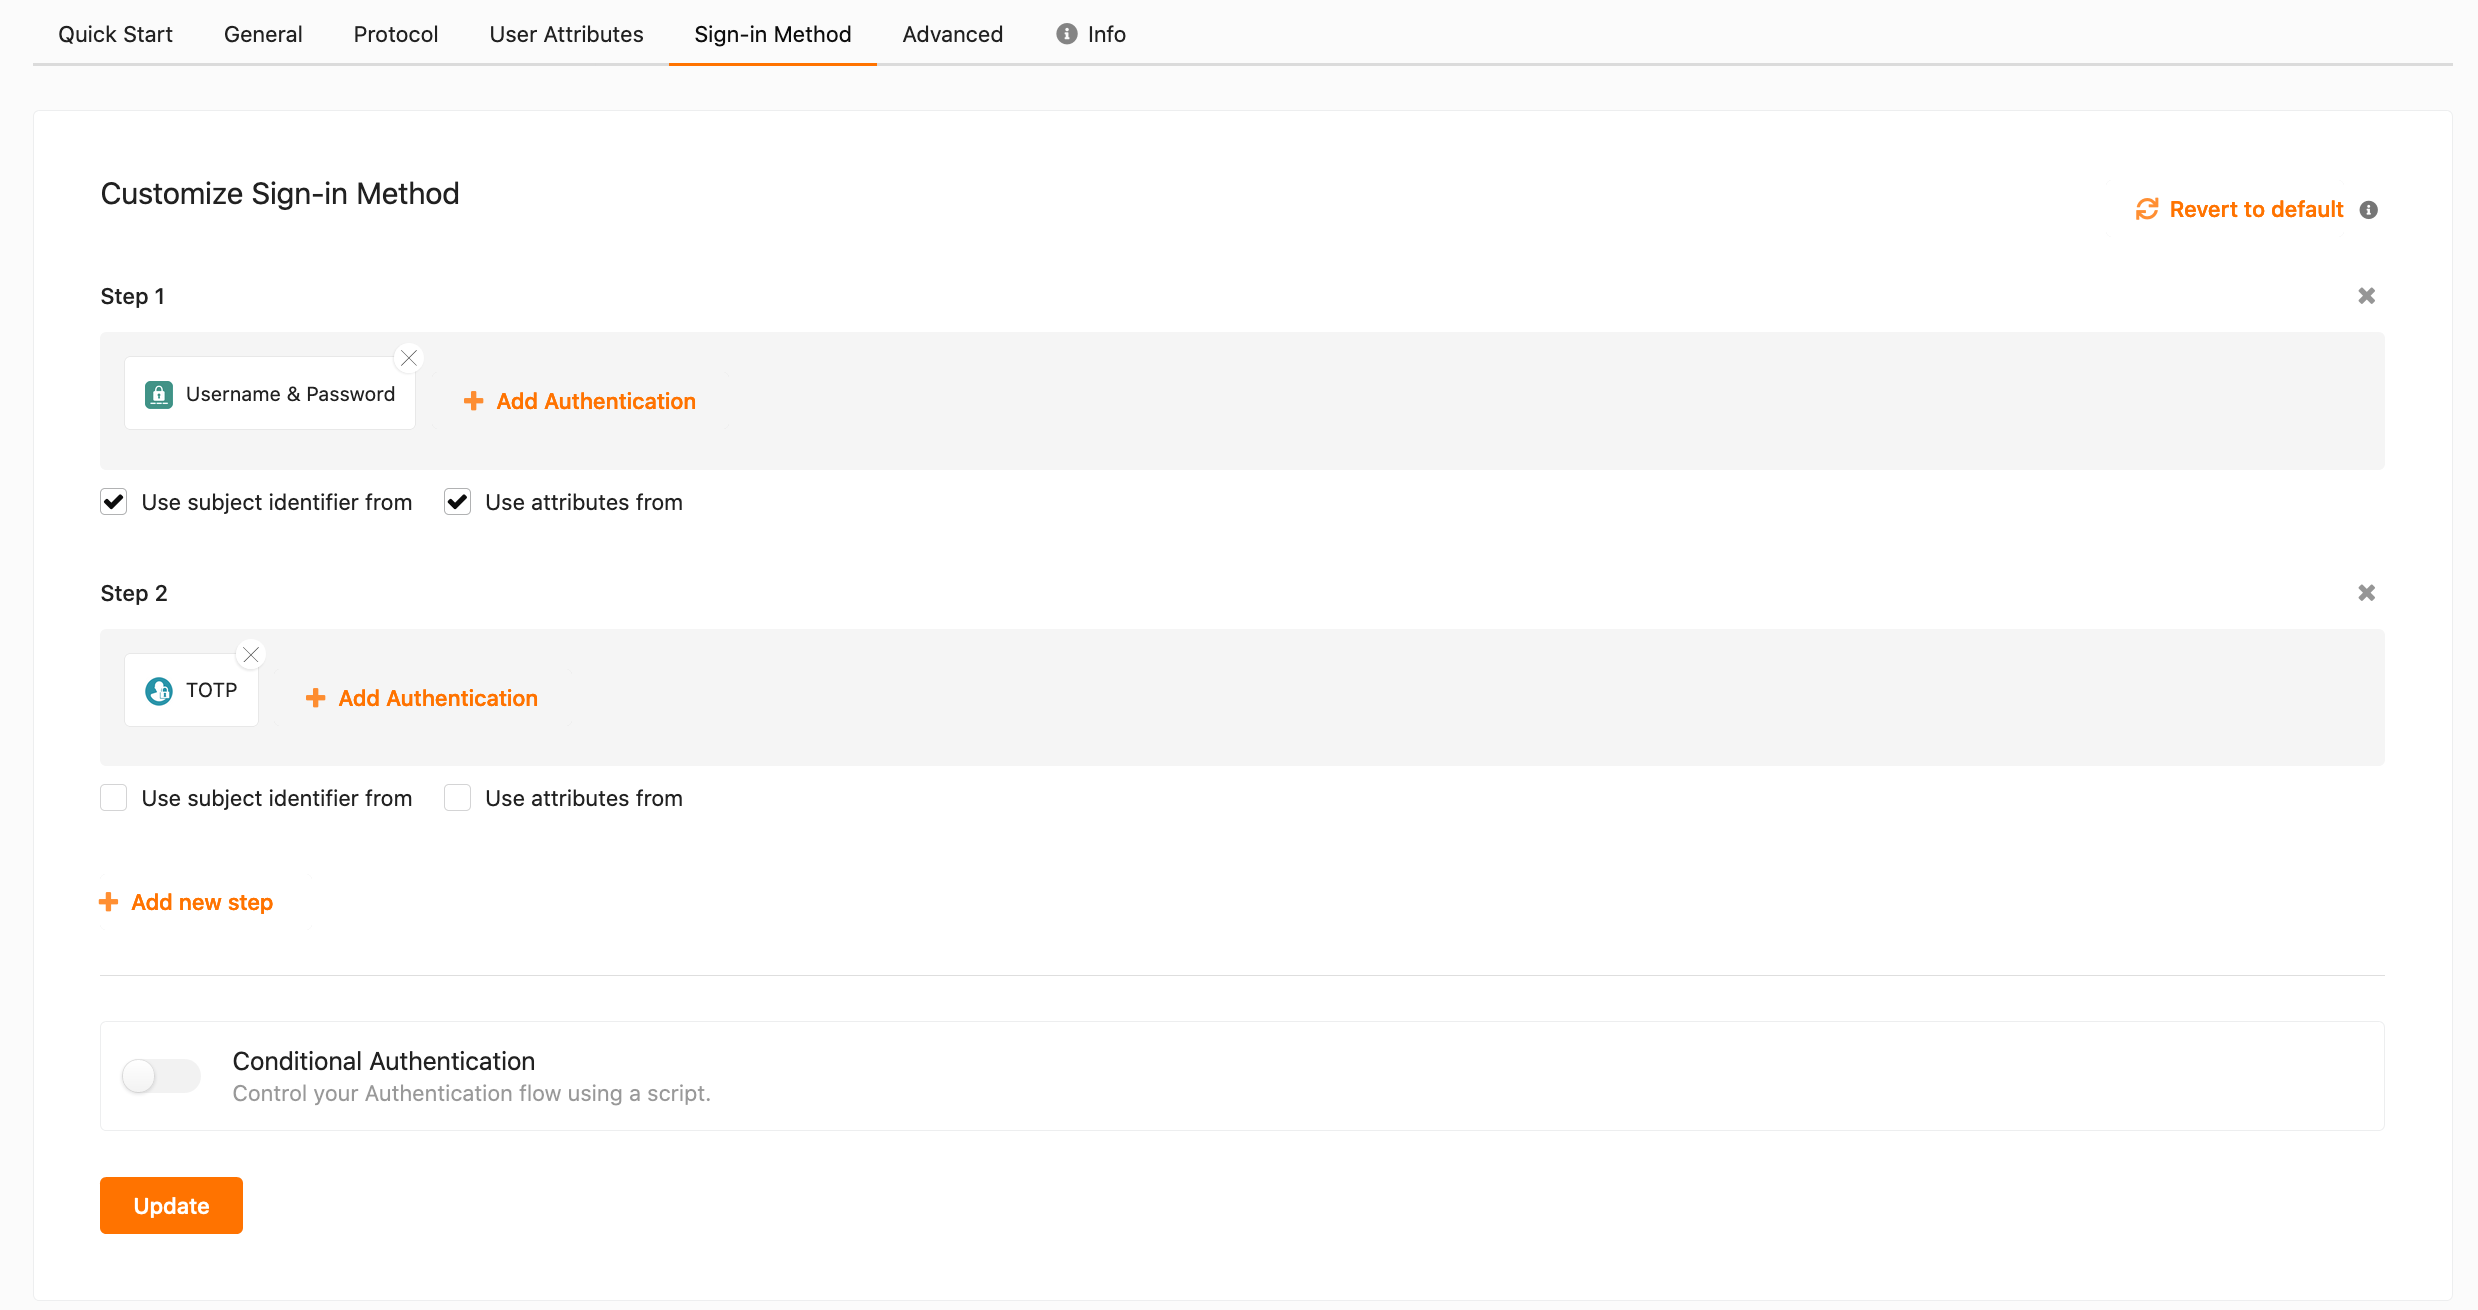 Quick Start General Protocol User Attributes Sign-in Method Advanced Info
Customize Sign-in Method
Revert to default
Step 1
Username & Password
Add Authentication
Use subject identifier from Use attributes from
Step 2
TOTP
Add Authentication
Use subject identifier from Use attributes from
Add new step
Conditional Authentication
Control your Authentication flow using a script.
Update